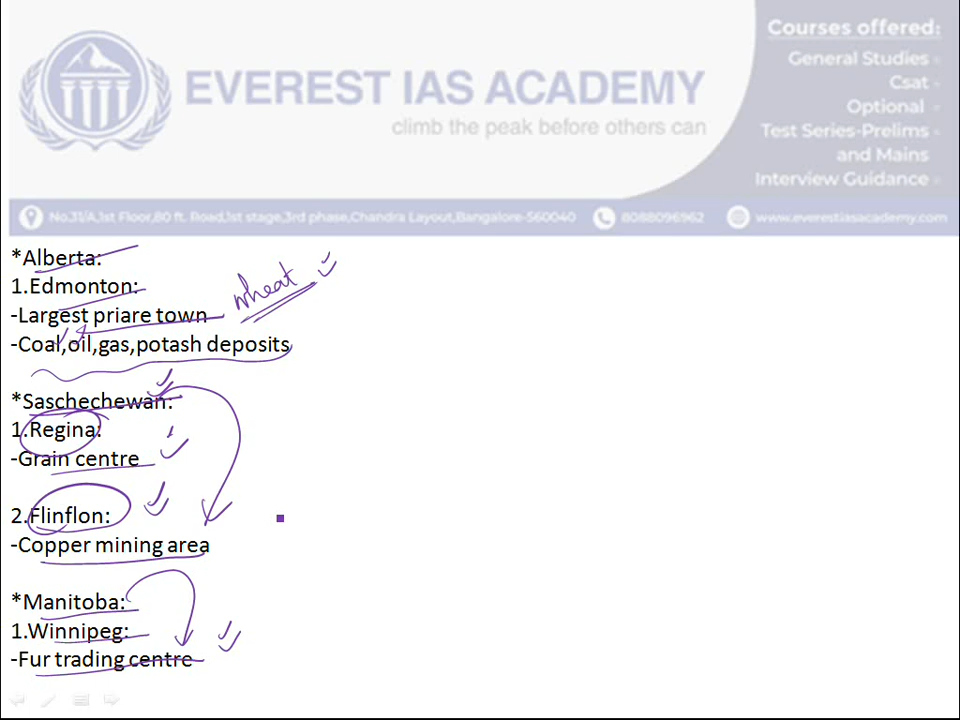 EVEREST IAS ACADEMY
climb the peak before others can
Courses offered:
General Studies
Csat
Optional
Test Series-Prelims
and Mains
Interview Guidance
No.31/A,1st Floor,80 ft. Road,1st stage,3rd phase,Chandra Layout,Bangalore-560040
8088096962
www.everestiasacademy.com
*Alberta:
1.Edmonton:
wheat
-Largest priare town
-Coal,oil,gas,potash deposits
*Saschechewan:
1.Regina:
-Grain centre
2.Flinflon:
-Copper mining area
*Manitoba:
1.Winnipeg:
-Fur trading centre